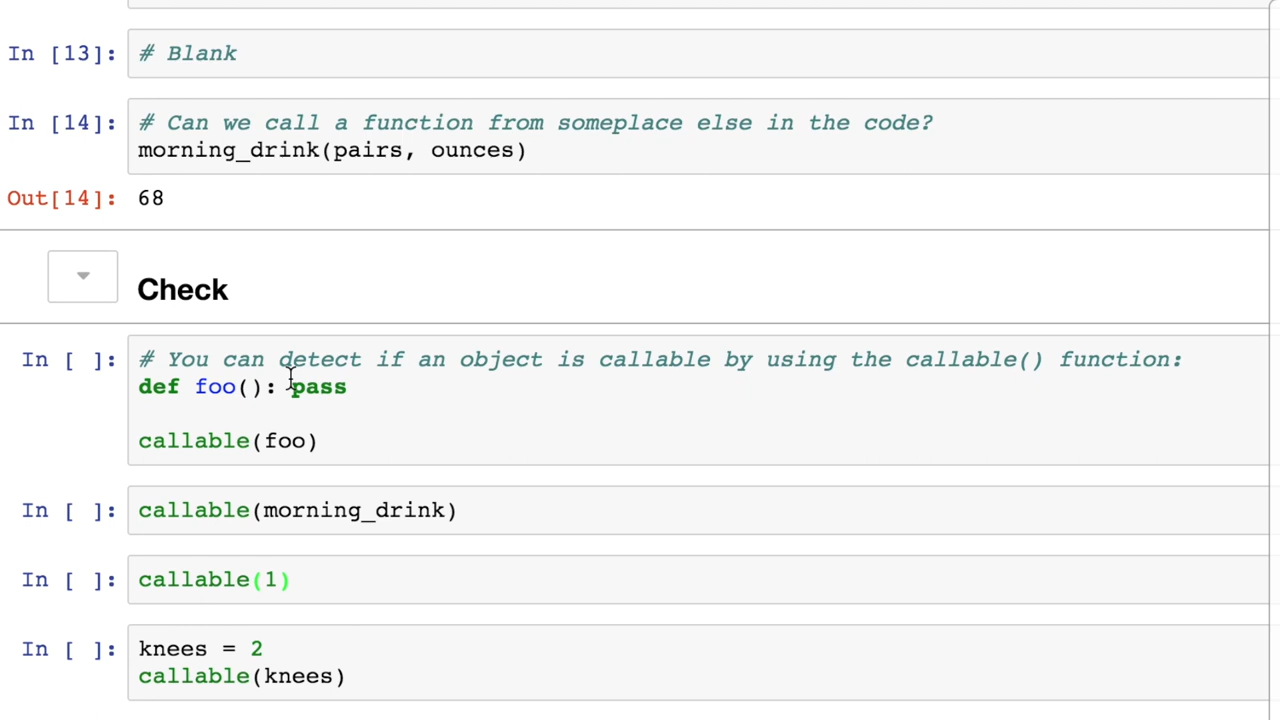 In [13]: # Blank
In [14]: # Can we call a function from someplace else in the code?
morning_drink(pairs, ounces)
Out[14]: 68
Check
In [ ]: # You can detect if an object is callable by using the callable() function:
def foo(): pass
callable(foo)
In [ ]: callable(morning_drink)
In [ ]: callable(1)
In [ ]: knees = 2
callable(knees)